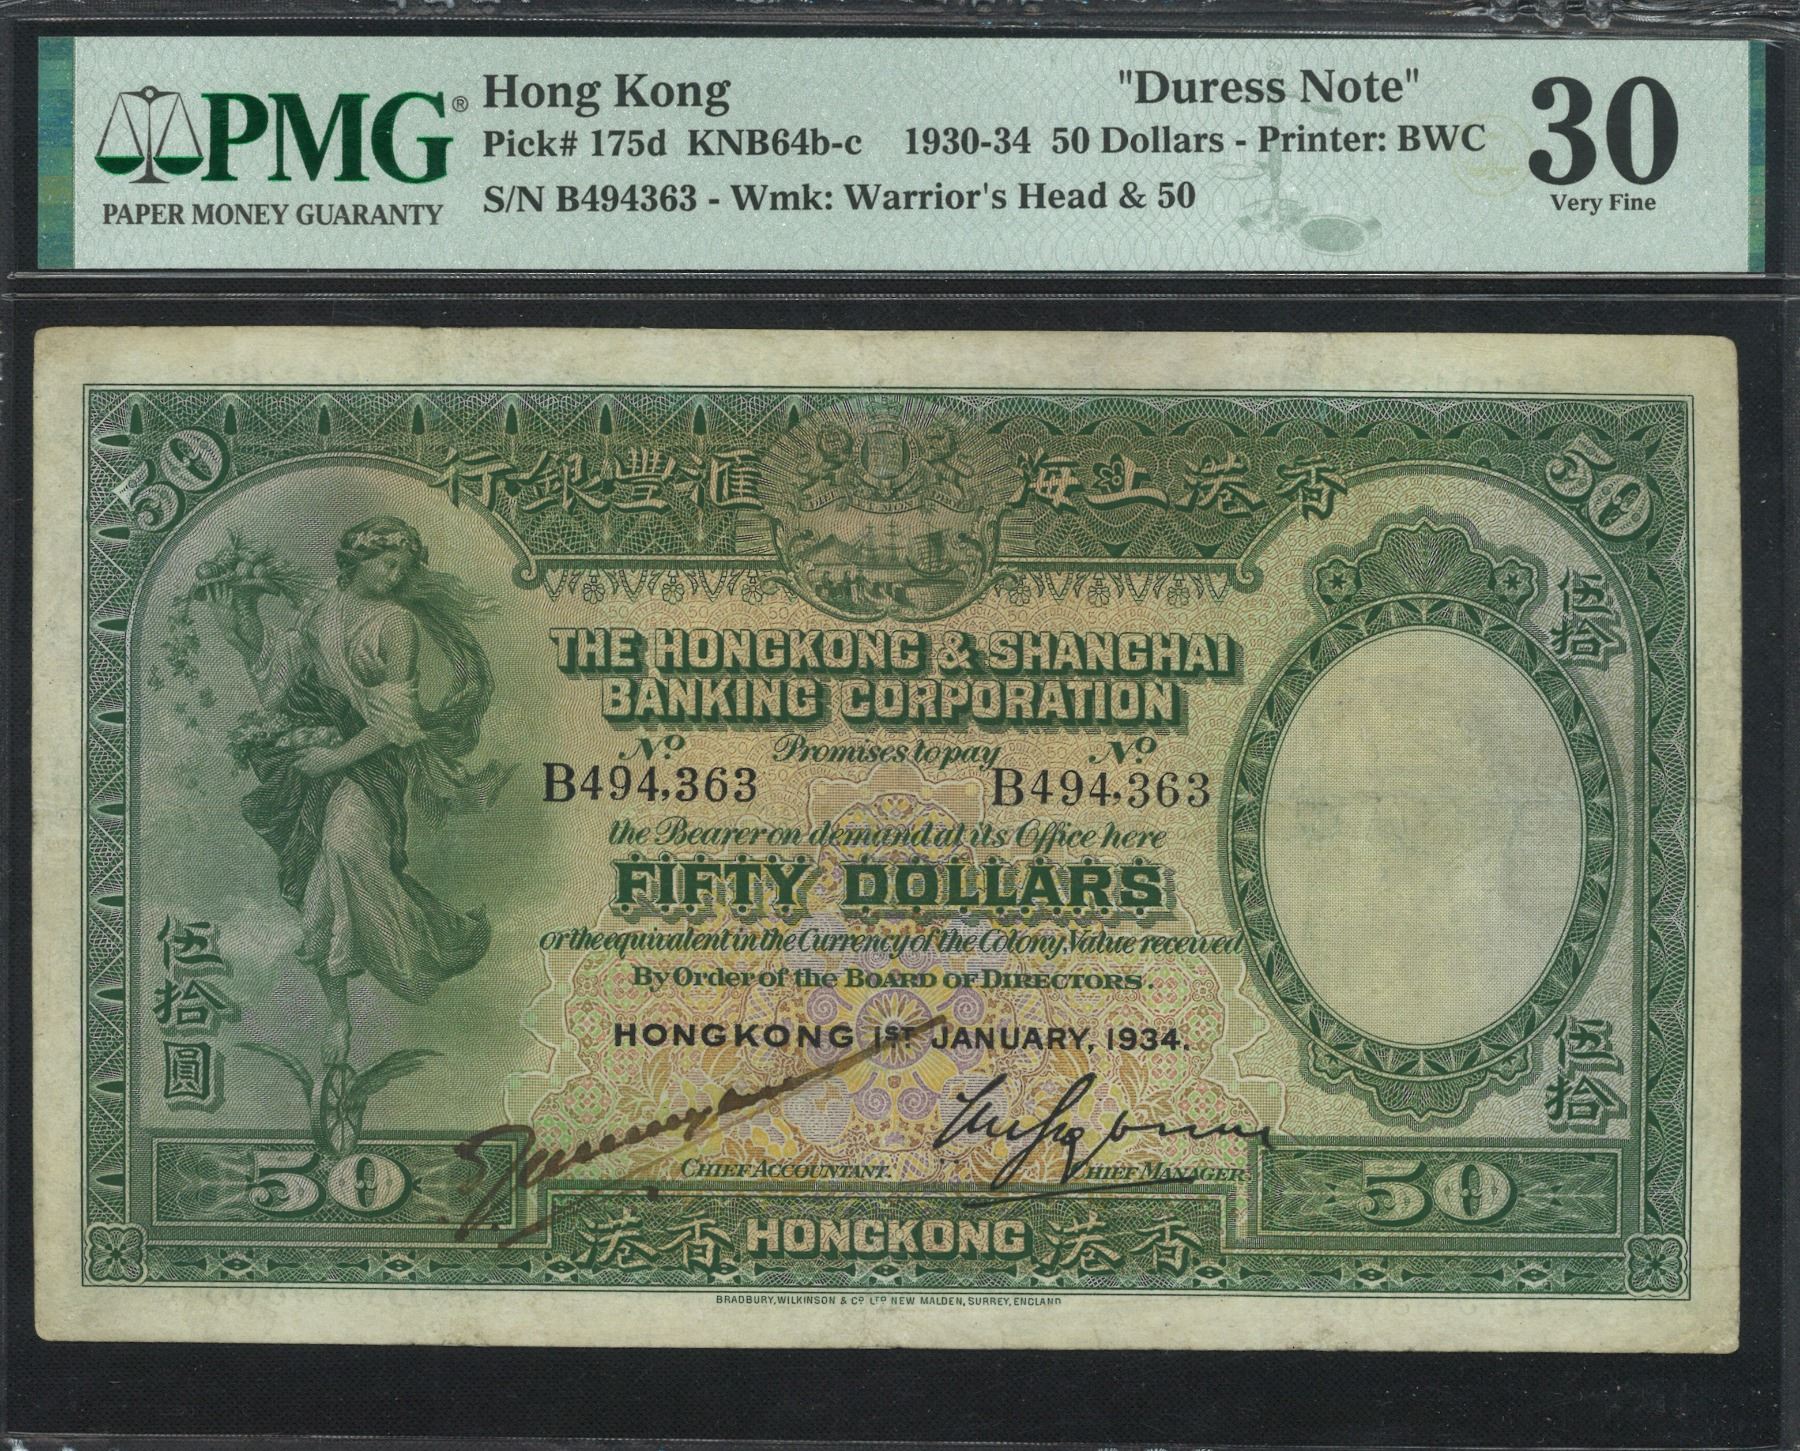 PMG® Hong Kong "Duress Note" 30
Pick# 175d KNB64b-c 1930-34 50 Dollars - Printer: BWC
S/N B494363 - Wmk: Warrior's Head & 50 Very Fine
PAPER MONEY GUARANTY
50 50
行銀豐滙 海上港香
伍拾
THE HONGKONG & SHANGHAI
BANKING CORPORATION
Nº Promises to pay Nº
B494,363 B494,363
the Bearer on demand at its Office here
FIFTY DOLLARS
or the equivalent in the Currency of the Colony, Value received
By Order of the BOARD OF DIRECTORS.
伍拾圓
HONGKONG 1ST JANUARY, 1934.
伍拾
CHIEF ACCOUNTANT. CHIEF MANAGER.
50 50
港香 HONGKONG 港香
BRADBURY, WILKINSON & Cº LTD NEW MALDEN, SURREY, ENGLAND